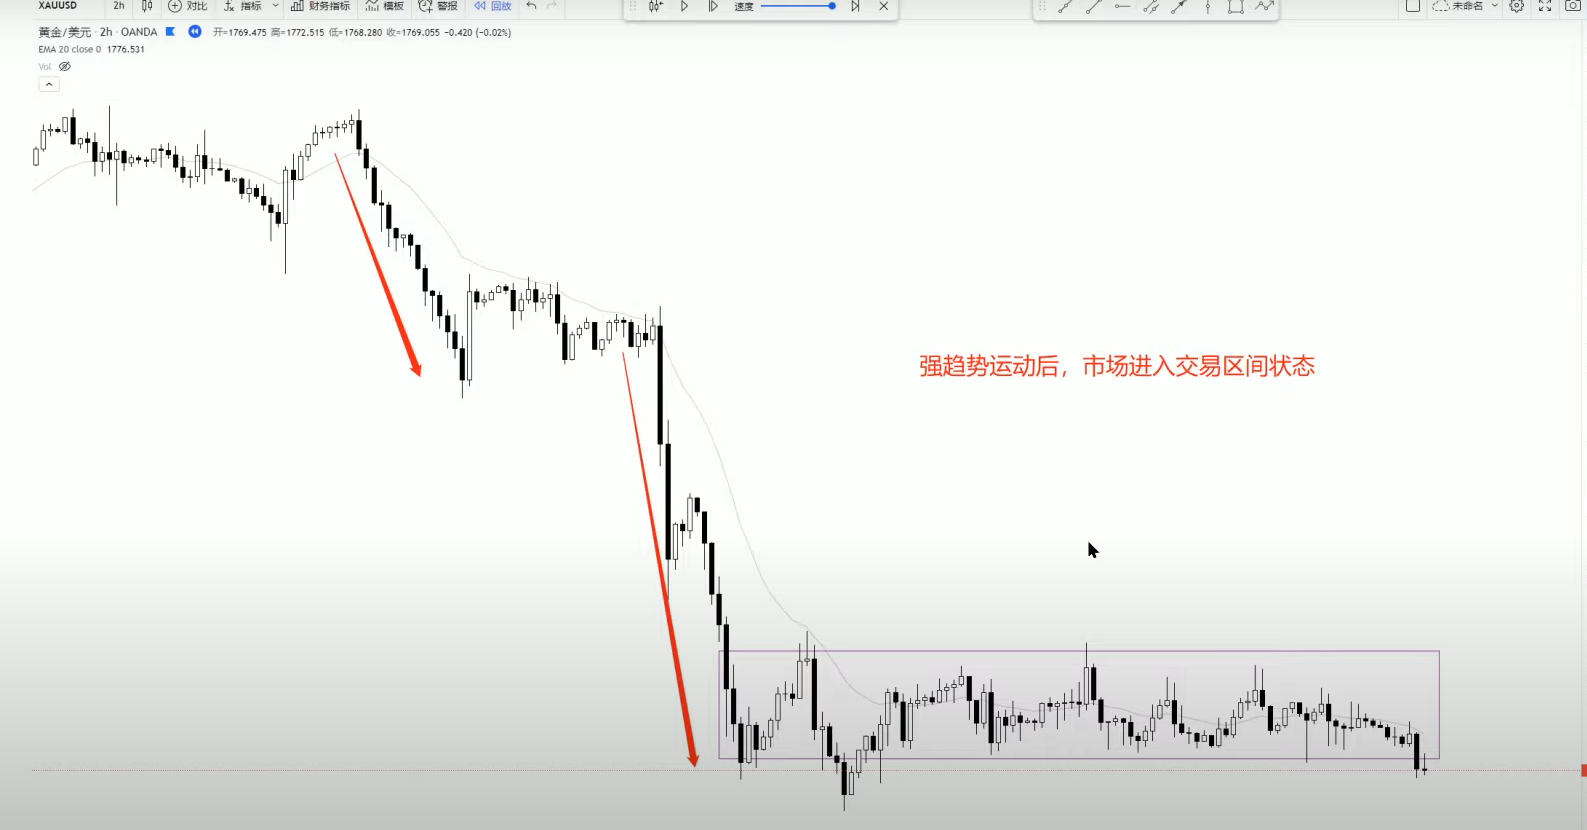 XAUUSD 2h 对比 指标 财务指标 模板 警报 回放 速度 未命名
黄金/美元 · 2h · OANDA 开=1769.475 高=1772.515 低=1768.280 收=1769.055 -0.420 (-0.02%)
EMA 20 close 0 1776.531
Vol
强趋势运动后，市场进入交易区间状态